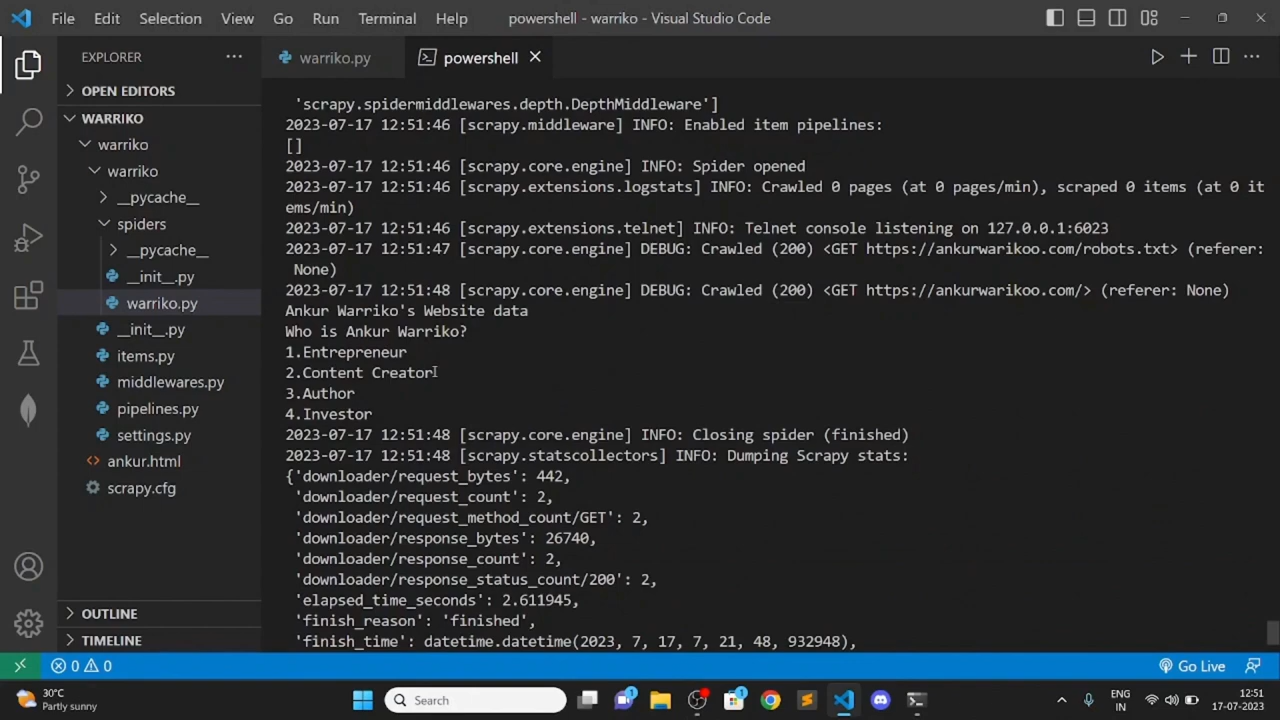 File Edit Selection View Go Run Terminal Help powershell - warriko - Visual Studio Code
EXPLORER
OPEN EDITORS
WARRIKO
warriko
warriko
__pycache__
spiders
__pycache__
__init__.py
warriko.py
__init__.py
items.py
middlewares.py
pipelines.py
settings.py
ankur.html
scrapy.cfg
OUTLINE
TIMELINE
warriko.py powershell
'scrapy.spidermiddlewares.depth.DepthMiddleware']
2023-07-17 12:51:46 [scrapy.middleware] INFO: Enabled item pipelines:
[]
2023-07-17 12:51:46 [scrapy.core.engine] INFO: Spider opened
2023-07-17 12:51:46 [scrapy.extensions.logstats] INFO: Crawled 0 pages (at 0 pages/min), scraped 0 items (at 0 it
ems/min)
2023-07-17 12:51:46 [scrapy.extensions.telnet] INFO: Telnet console listening on 127.0.0.1:6023
2023-07-17 12:51:47 [scrapy.core.engine] DEBUG: Crawled (200) <GET https://ankurwarikoo.com/robots.txt> (referer:
None)
2023-07-17 12:51:48 [scrapy.core.engine] DEBUG: Crawled (200) <GET https://ankurwarikoo.com/> (referer: None)
Ankur Warriko's Website data
Who is Ankur Warriko?
1.Entrepreneur
2.Content Creator
3.Author
4.Investor
2023-07-17 12:51:48 [scrapy.core.engine] INFO: Closing spider (finished)
2023-07-17 12:51:48 [scrapy.statscollectors] INFO: Dumping Scrapy stats:
{'downloader/request_bytes': 442,
'downloader/request_count': 2,
'downloader/request_method_count/GET': 2,
'downloader/response_bytes': 26740,
'downloader/response_count': 2,
'downloader/response_status_count/200': 2,
'elapsed_time_seconds': 2.611945,
'finish_reason': 'finished',
'finish_time': datetime.datetime(2023, 7, 17, 7, 21, 48, 932948),
0 0 Go Live
30°C
Partly sunny
Search
1
1
ENG
IN
12:51
17-07-2023